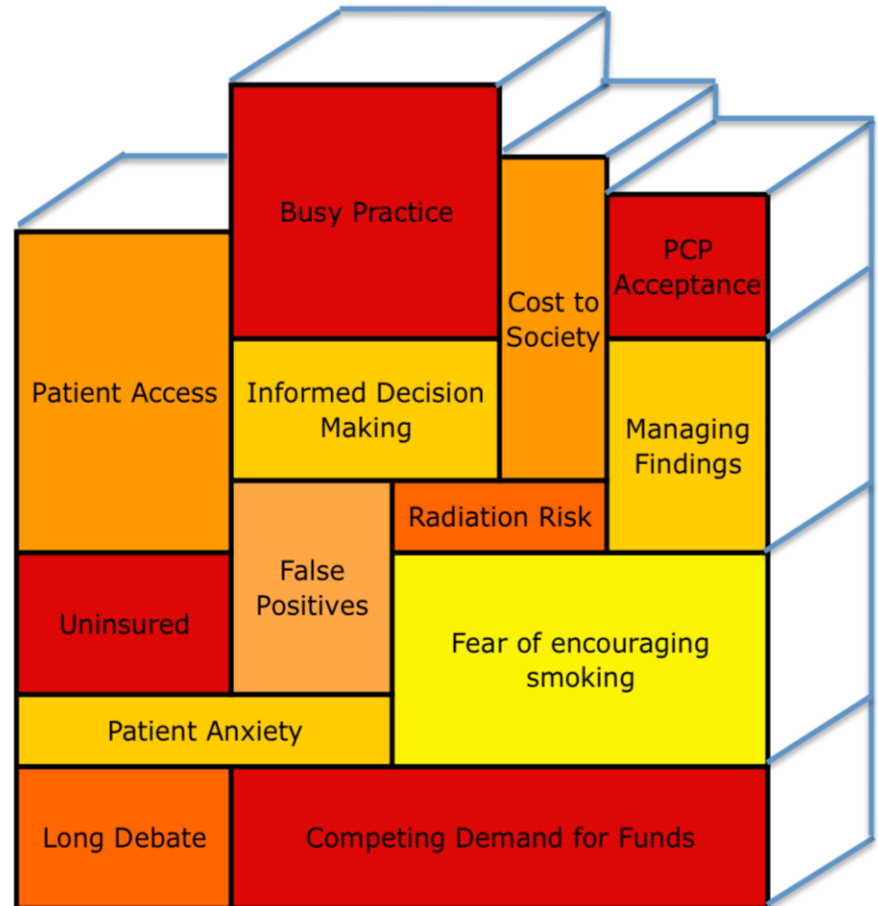 Busy Practice
PCP
Acceptance
Cost to
Society
Patient Access
Informed Decision
Making
Managing
Findings
Radiation Risk
False
Positives
Uninsured
Fear of encouraging
smoking
Patient Anxiety
Long Debate
Competing Demand for Funds